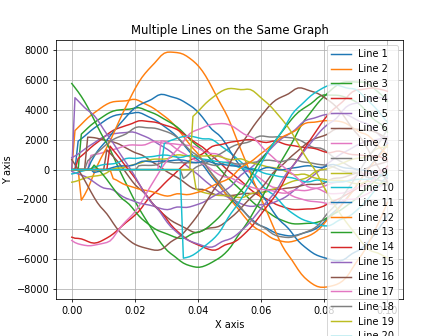 Multiple Lines on the Same Graph
8000
6000
4000
2000
0
−2000
−4000
−6000
−8000
Y axis
0.00
0.02
0.04
0.06
0.08
X axis
Line 1
Line 2
Line 3
Line 4
Line 5
Line 6
Line 7
Line 8
Line 9
Line 10
Line 11
Line 12
Line 13
Line 14
Line 15
Line 16
Line 17
Line 18
Line 19
Line 20